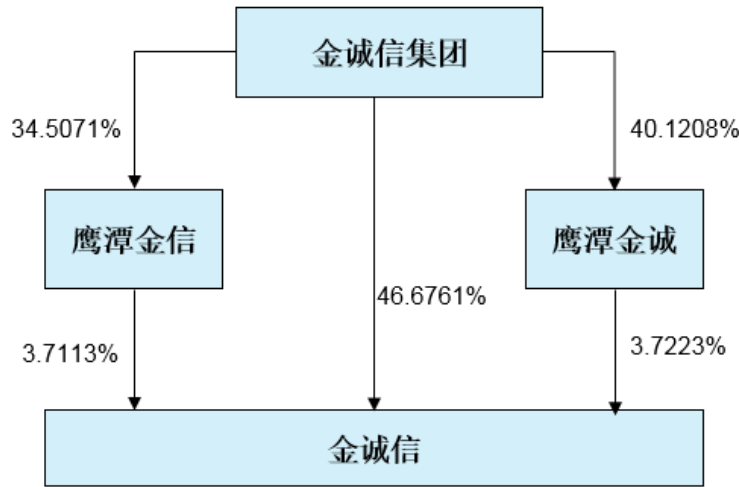 金诚信集团
34.5071%
40.1208%
鹰潭金信
鹰潭金诚
46.6761%
3.7113%
3.7223%
金诚信